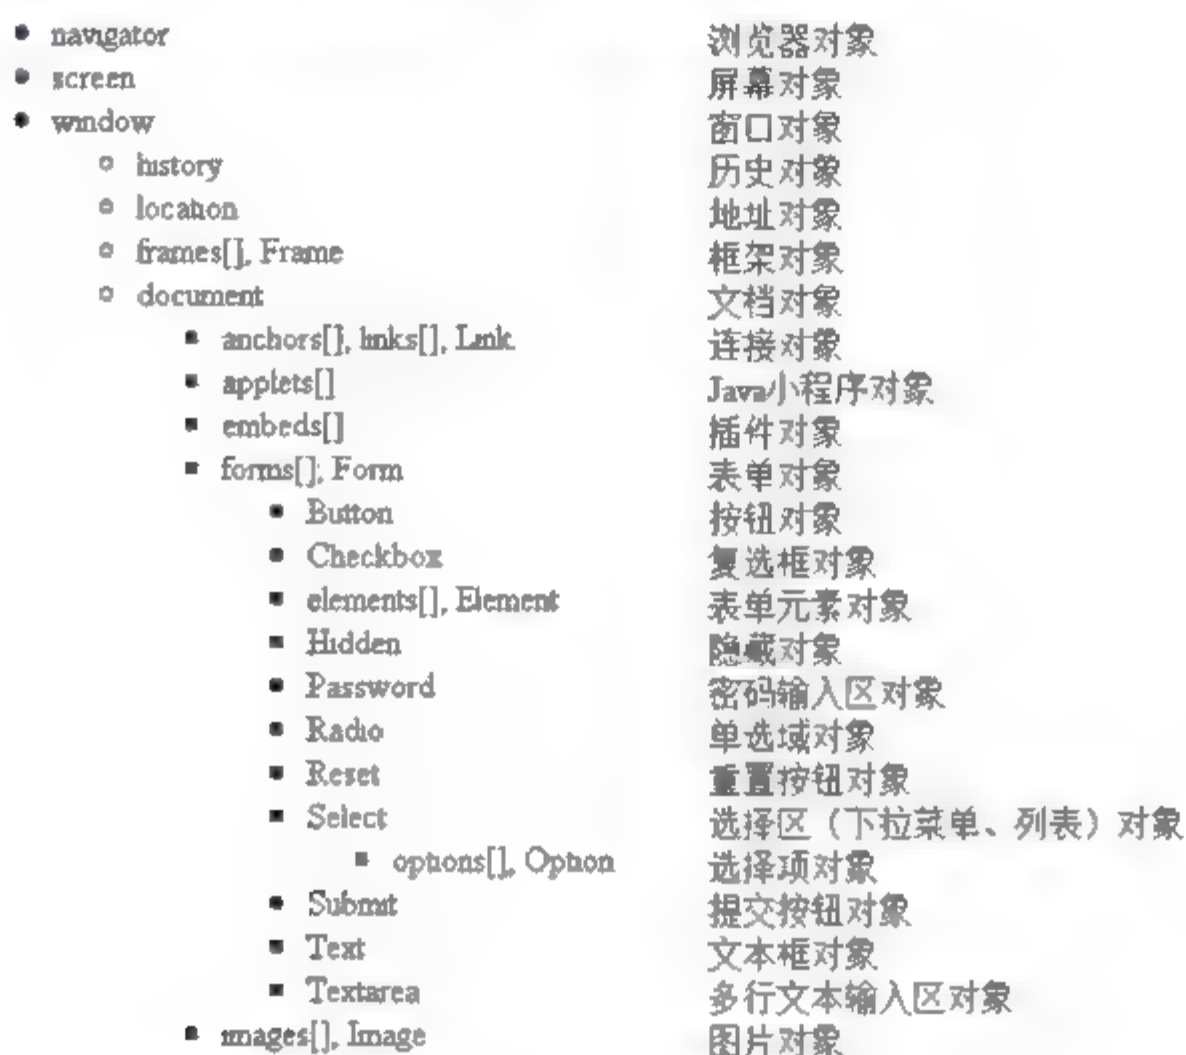 navigator 浏览器对象
screen 屏幕对象
window 窗口对象
history 历史对象
location 地址对象
frames[], Frame 框架对象
document 文档对象
anchors[], links[], Link 连接对象
applets[] Java小程序对象
embeds[] 插件对象
forms[], Form 表单对象
Button 按钮对象
Checkbox 复选框对象
elements[], Element 表单元素对象
Hidden 隐藏对象
Password 密码输入区对象
Radio 单选域对象
Reset 重置按钮对象
Select 选择区（下拉菜单、列表）对象
options[], Option 选择项对象
Submit 提交按钮对象
Text 文本框对象
Textarea 多行文本输入区对象
images[], Image 图片对象